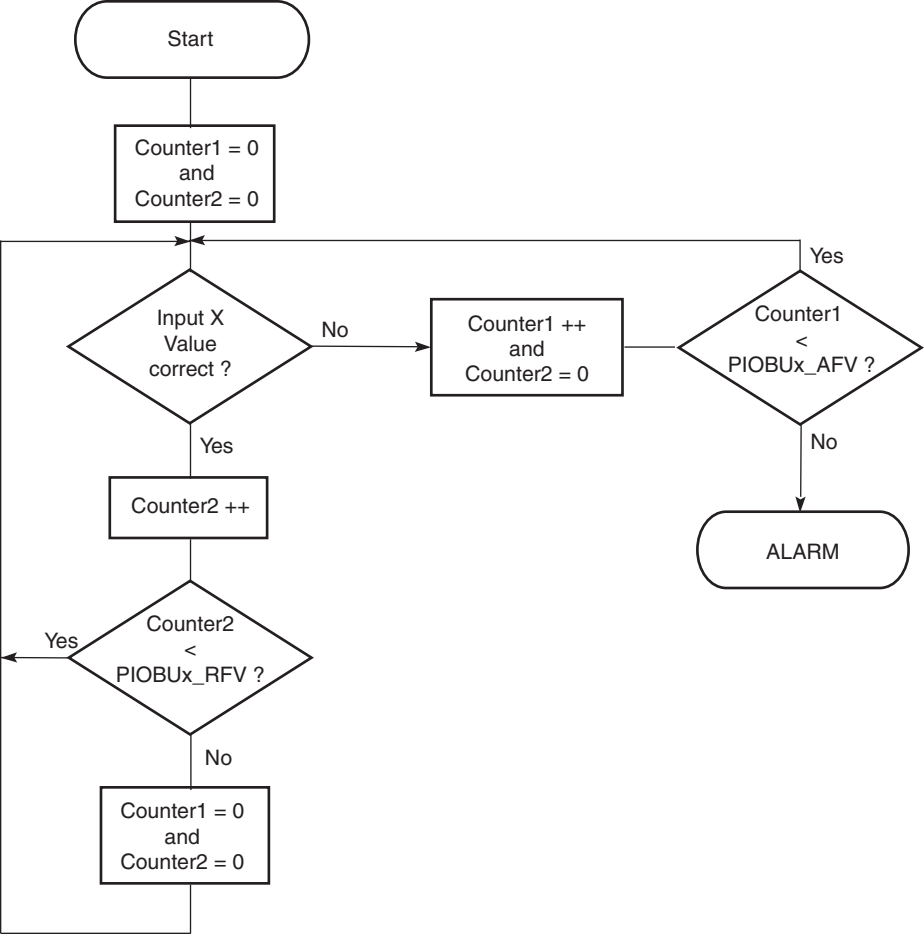 Start
Counter1 = 0
and
Counter2 = 0
Yes
Input X
Value
correct ?
No
Counter1 ++
and
Counter2 = 0
Counter1
<
PIOBUx_AFV ?
Yes
No
Counter2 ++
ALARM
Counter2
<
PIOBUx_RFV ?
Yes
No
Counter1 = 0
and
Counter2 = 0